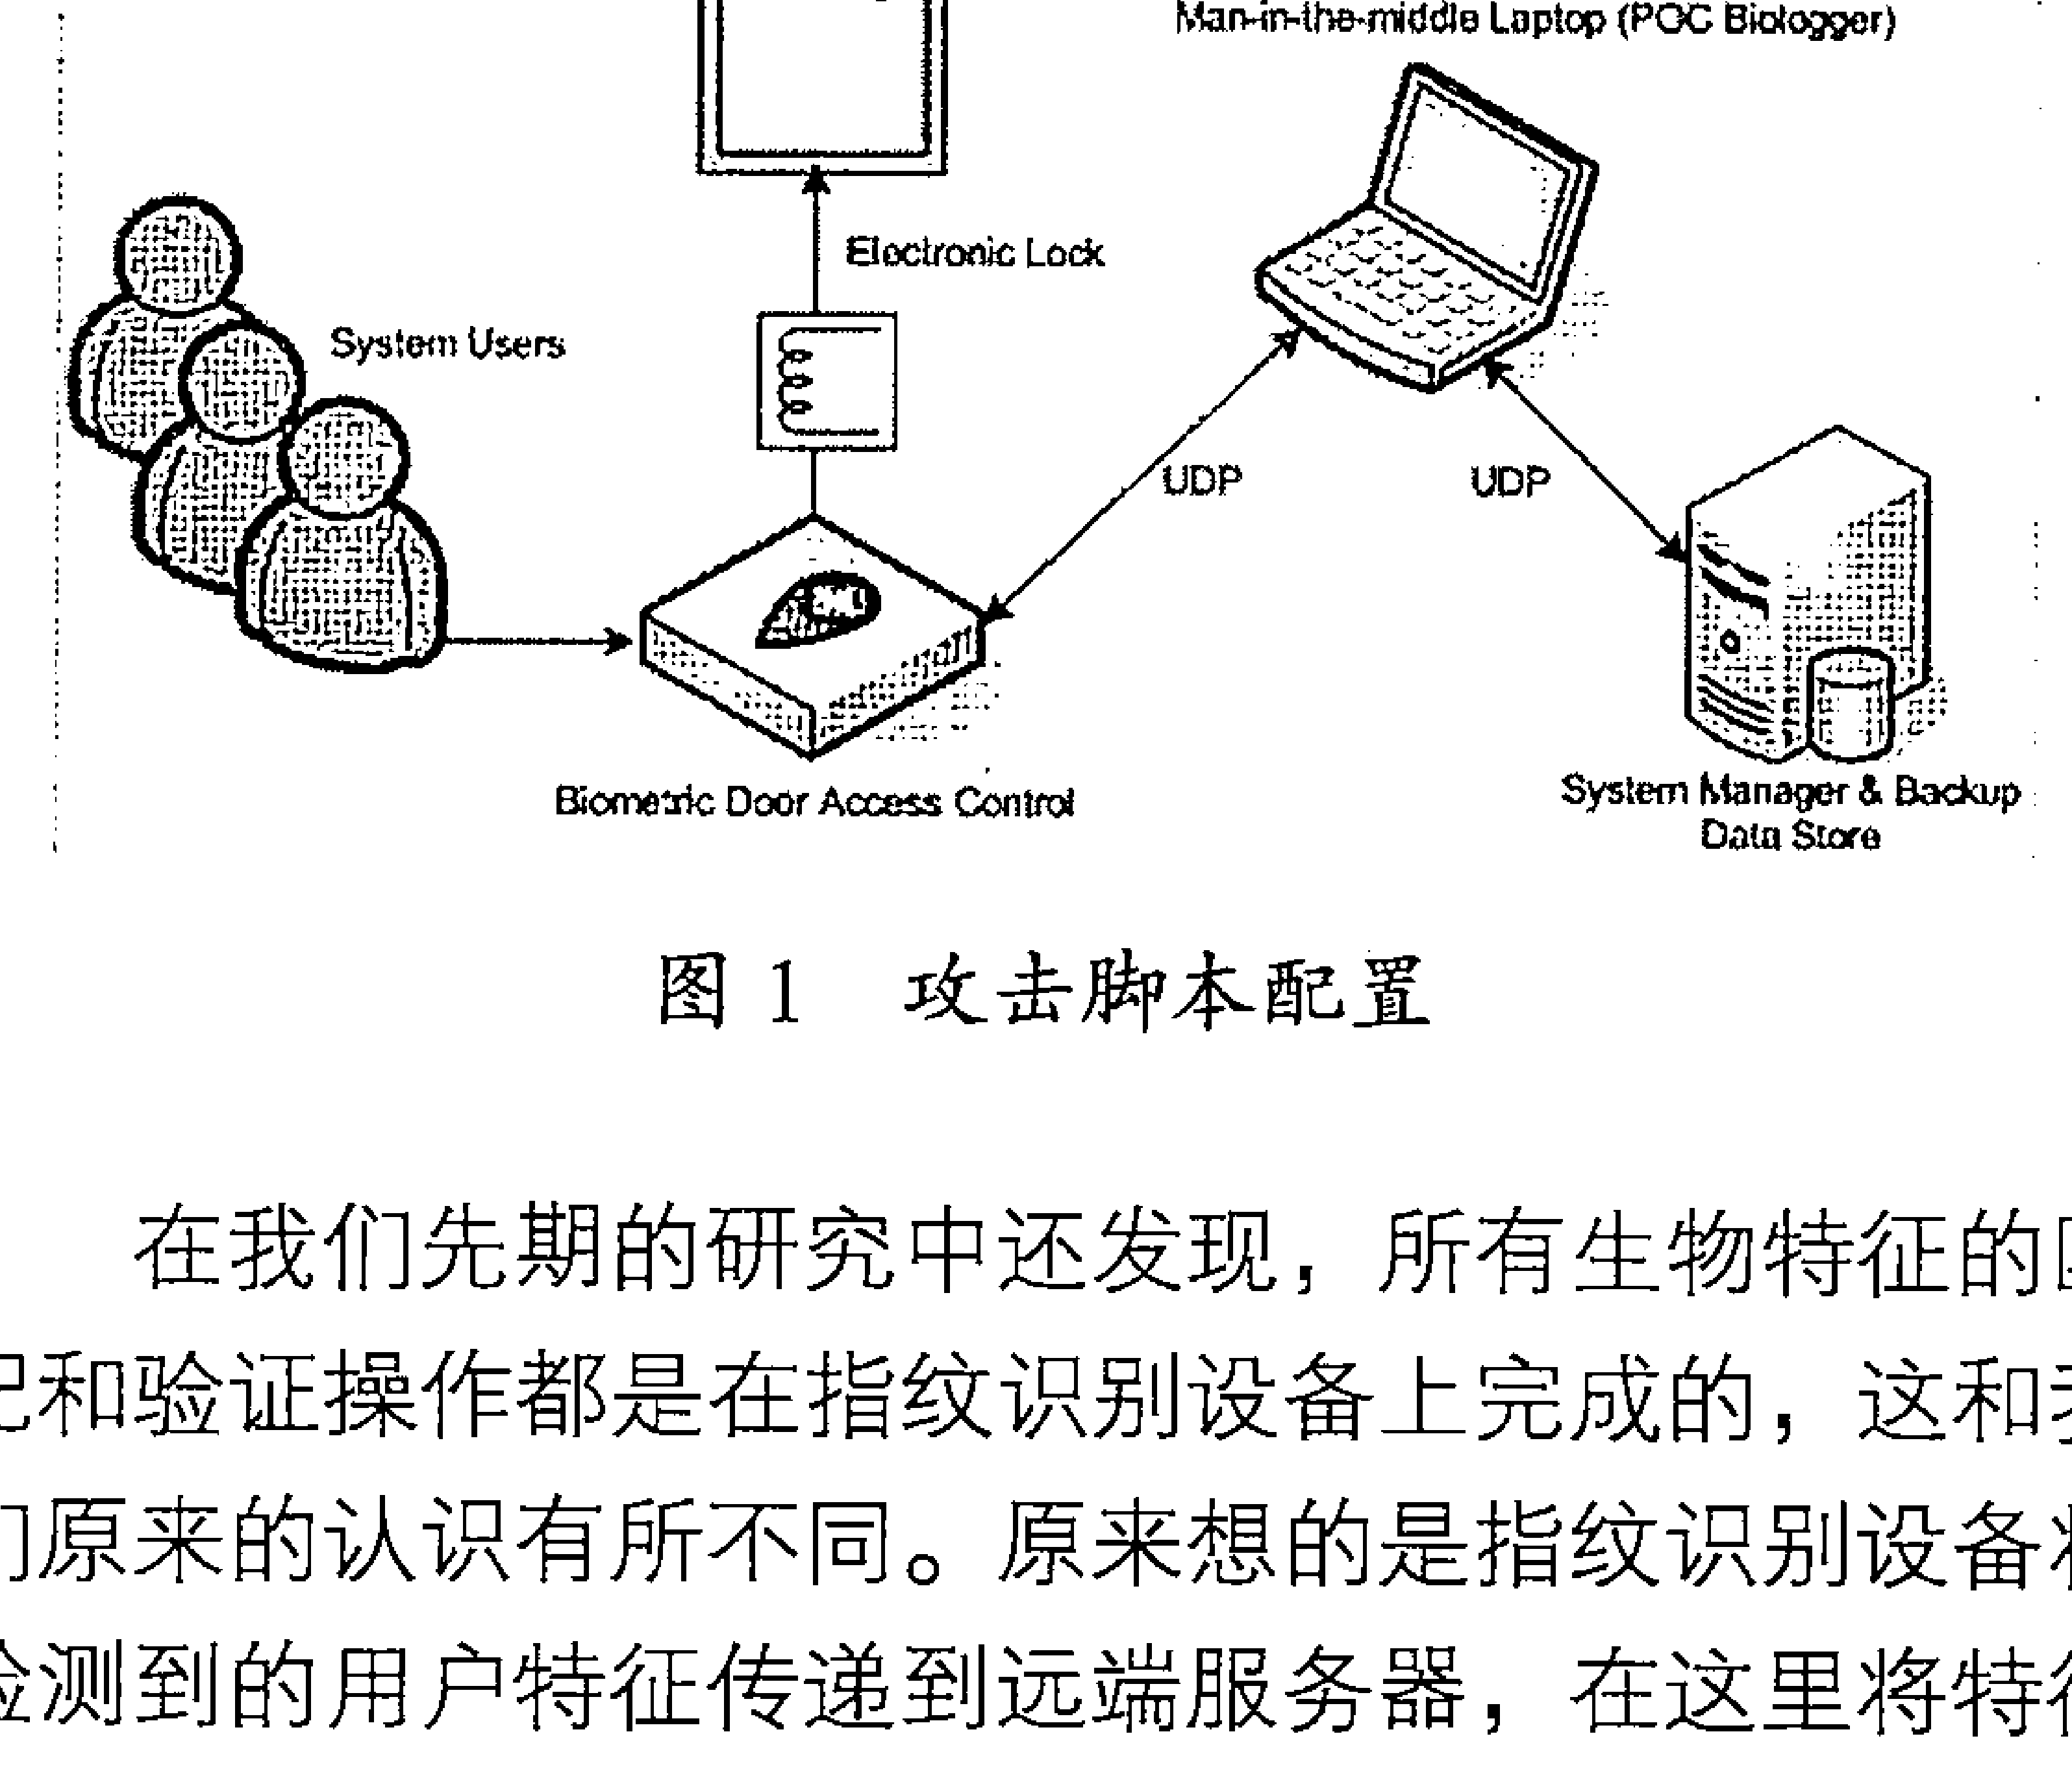 Man-in-the-middle Laptop (POC Biologger)
Electronic Lock
System Users
UDP
UDP
Biometric Door Access Control
System Manager & Backup
Data Store
图 1 攻击脚本配置
在我们先期的研究中还发现，所有生物特征的
和验证操作都是在指纹识别设备上完成的，这和我
们原来的认识有所不同。原来想的是指纹识别设备将
检测到的用户特征传递到远端服务器，在这里将特征